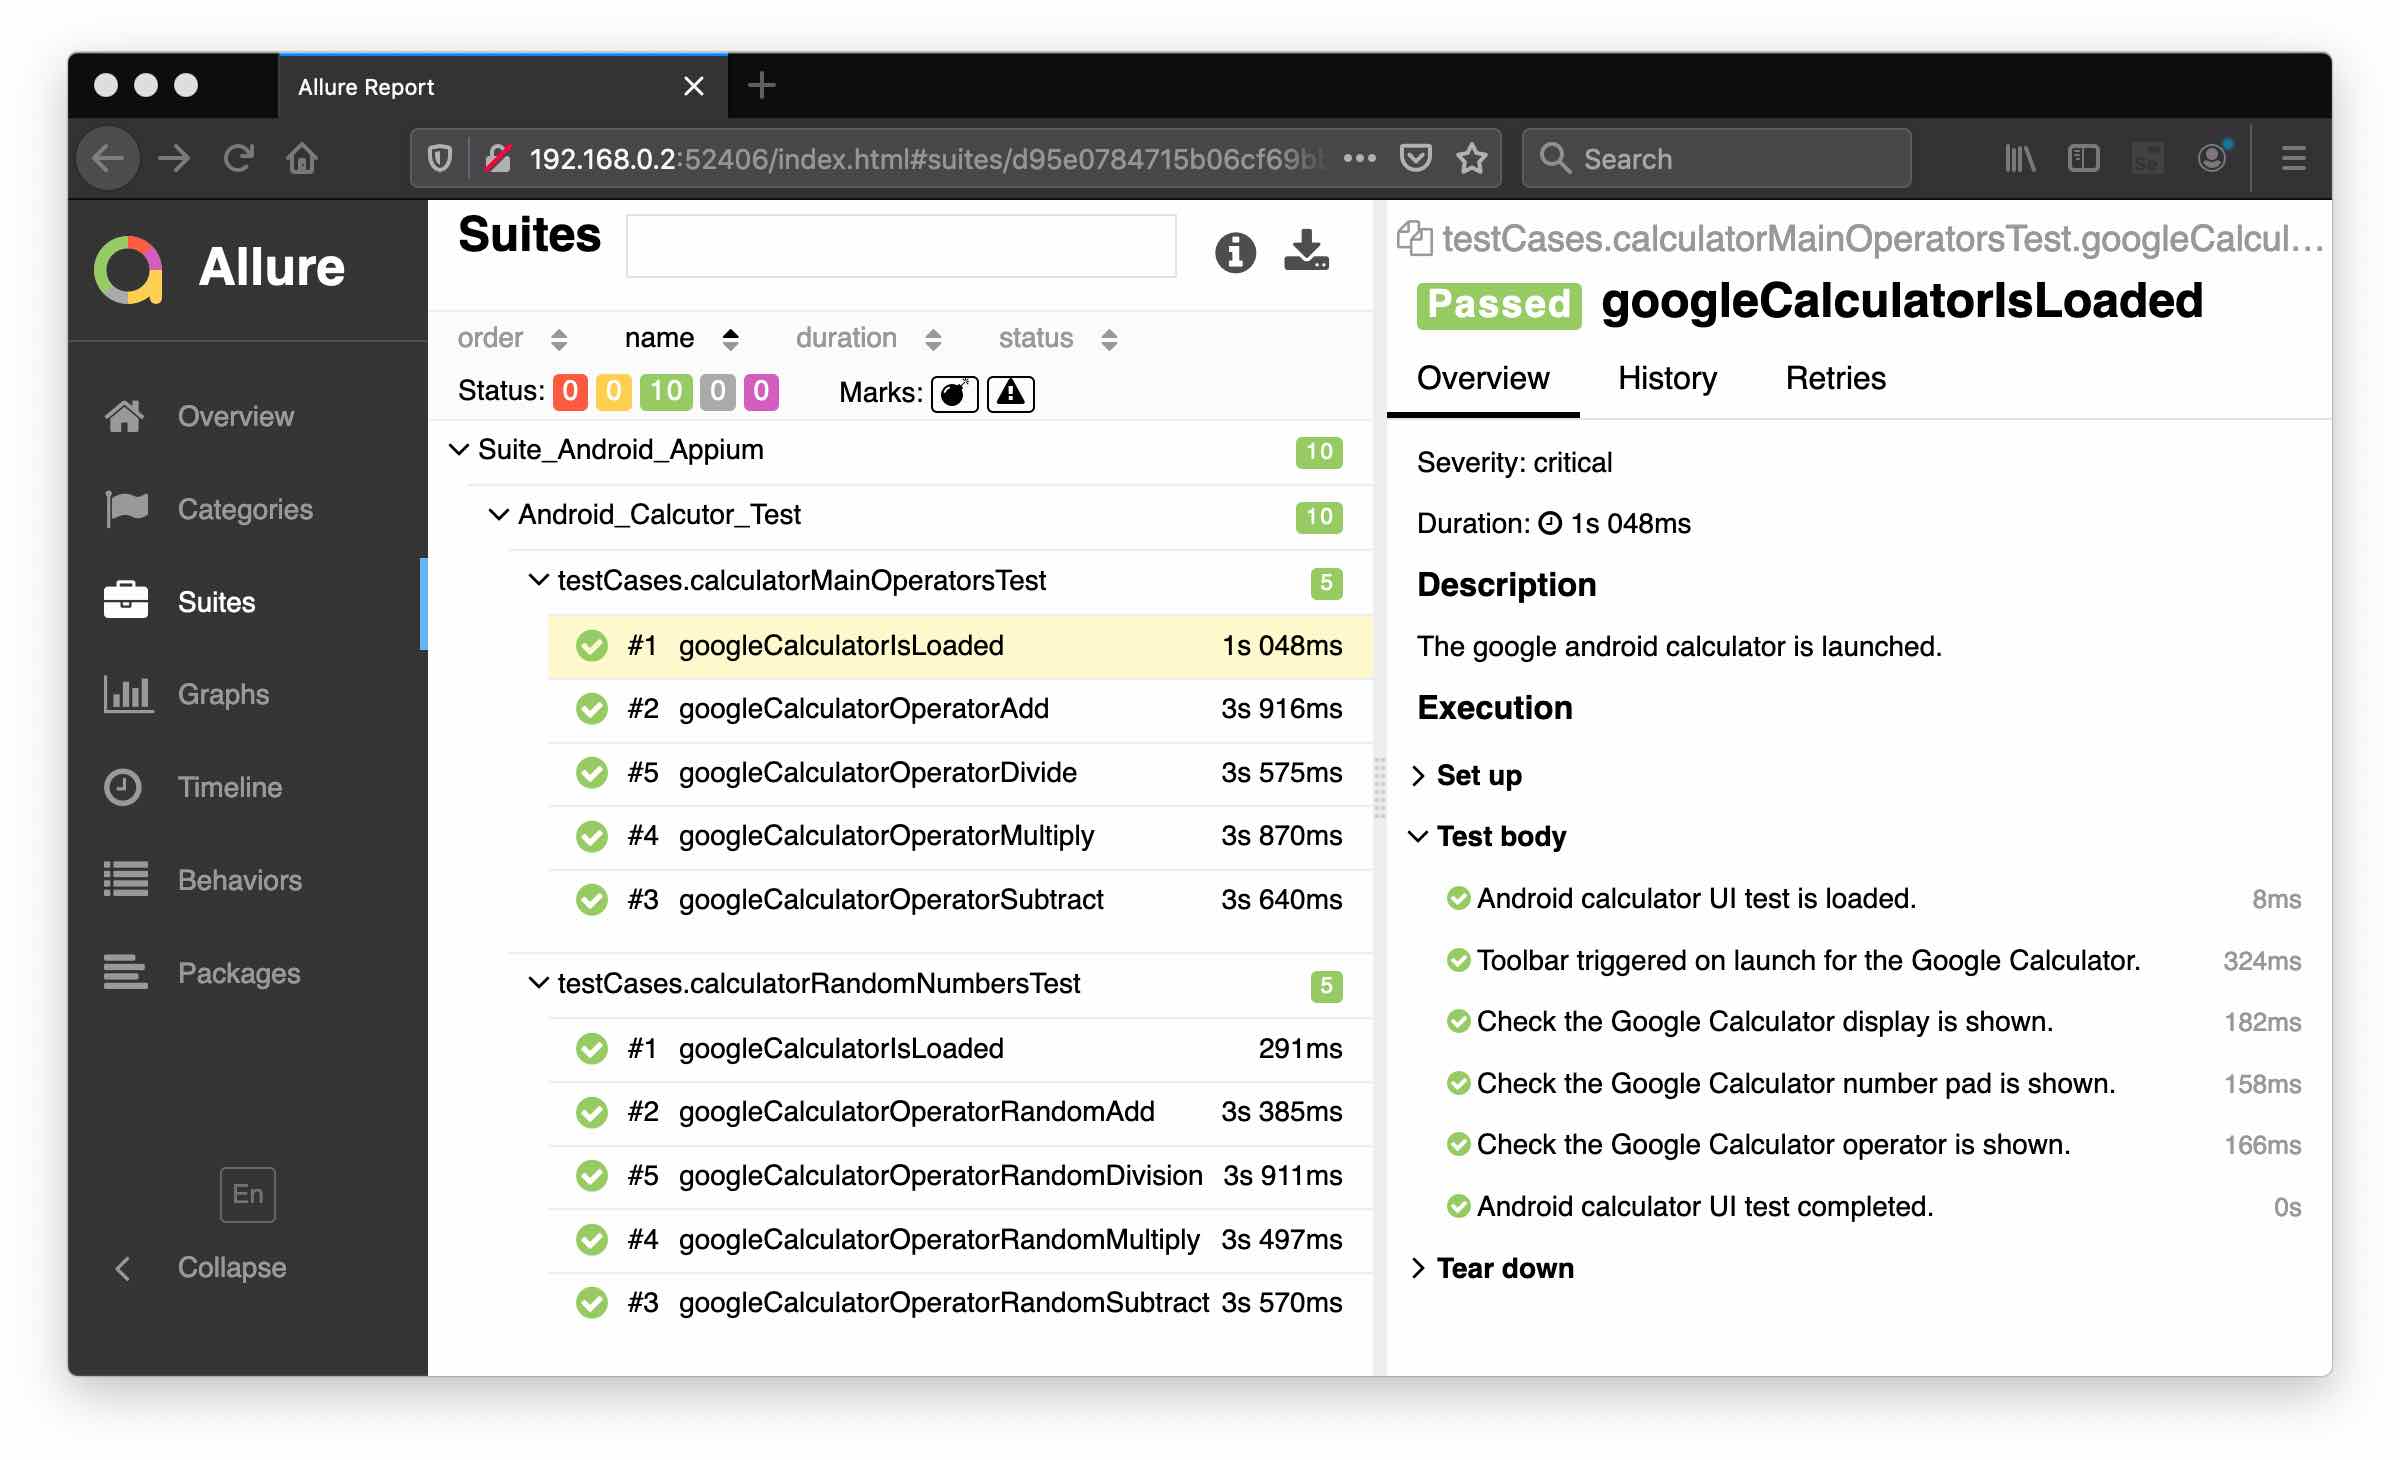 Allure Report
192.168.0.2:52406/index.html#suites/d95e0784715b06cf69b
Search
Allure
Overview
Categories
Suites
Graphs
Timeline
Behaviors
Packages
En
Collapse
Suites
order name duration status
Status: 0 0 10 0 0 Marks:
Suite_Android_Appium 10
Android_Calcutor_Test 10
testCases.calculatorMainOperatorsTest 5
#1 googleCalculatorIsLoaded 1s 048ms
#2 googleCalculatorOperatorAdd 3s 916ms
#5 googleCalculatorOperatorDivide 3s 575ms
#4 googleCalculatorOperatorMultiply 3s 870ms
#3 googleCalculatorOperatorSubtract 3s 640ms
testCases.calculatorRandomNumbersTest 5
#1 googleCalculatorIsLoaded 291ms
#2 googleCalculatorOperatorRandomAdd 3s 385ms
#5 googleCalculatorOperatorRandomDivision 3s 911ms
#4 googleCalculatorOperatorRandomMultiply 3s 497ms
#3 googleCalculatorOperatorRandomSubtract 3s 570ms
testCases.calculatorMainOperatorsTest.googleCalcul...
Passed googleCalculatorIsLoaded
Overview History Retries
Severity: critical
Duration: 1s 048ms
Description
The google android calculator is launched.
Execution
Set up
Test body
Android calculator UI test is loaded. 8ms
Toolbar triggered on launch for the Google Calculator. 324ms
Check the Google Calculator display is shown. 182ms
Check the Google Calculator number pad is shown. 158ms
Check the Google Calculator operator is shown. 166ms
Android calculator UI test completed. 0s
Tear down